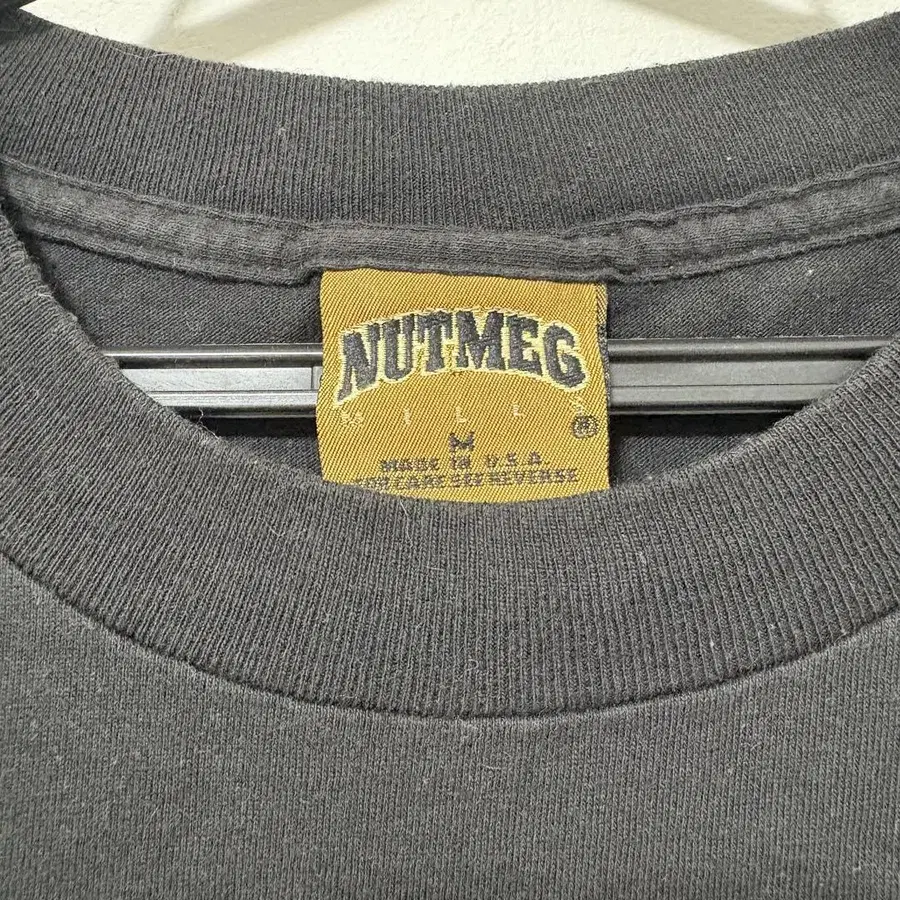 NUTMEG
MILLS
®
M
MADE IN U.S.A.
FOR CARE SEE REVERSE